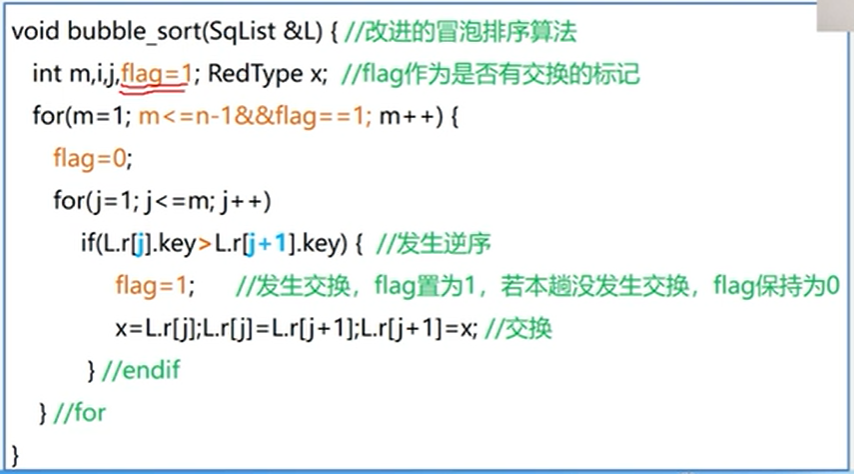 void bubble_sort(SqList &L) { //改进的冒泡排序算法
int m,i,j,flag=1; RedType x; //flag作为是否有交换的标记
for(m=1; m<=n-1&&flag==1; m++) {
flag=0;
for(j=1; j<=m; j++)
if(L.r[j].key>L.r[j+1].key) { //发生逆序
flag=1; //发生交换，flag置为1，若本趟没发生交换，flag保持为0
x=L.r[j];L.r[j]=L.r[j+1];L.r[j+1]=x; //交换
} //endif
} //for
}